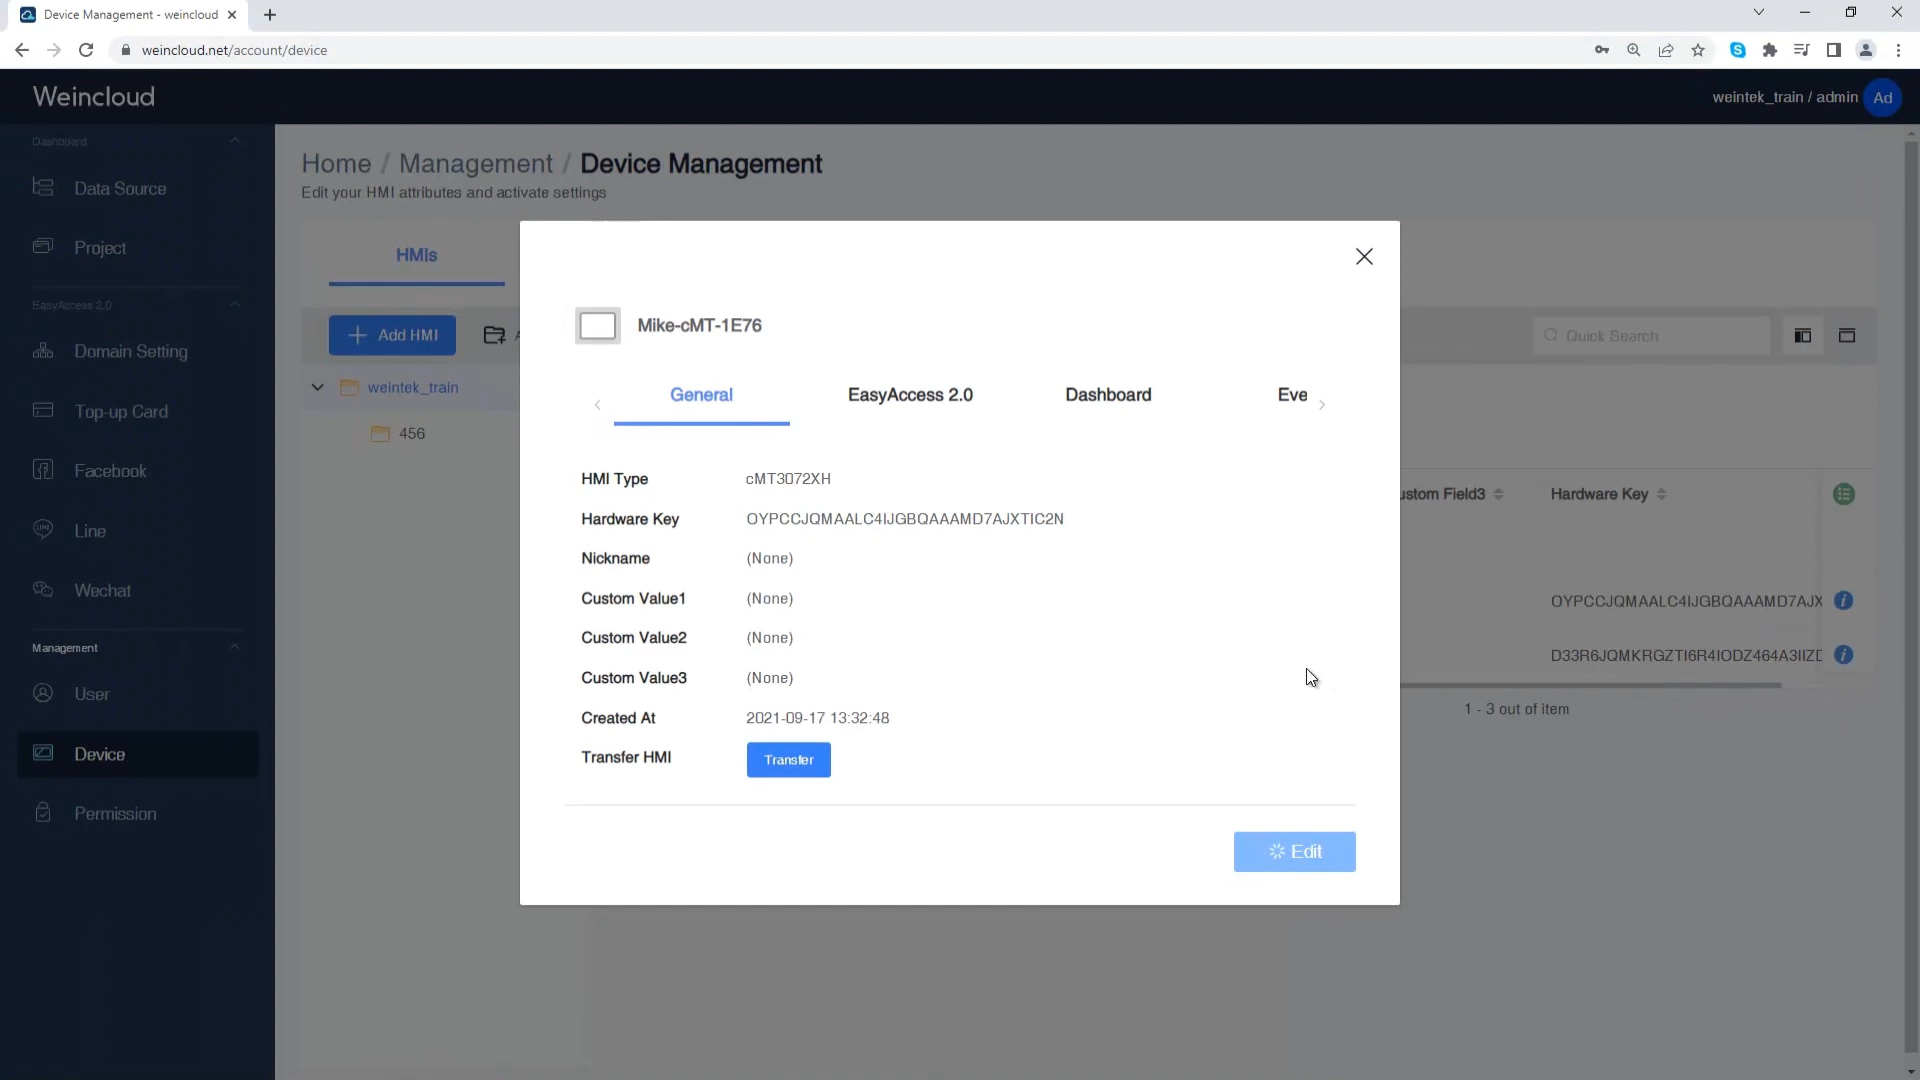 Device Management - weincloud
weincloud.net/account/device
Weincloud
weintek_train / admin
Ad
Dashboard
Data Source
Project
EasyAccess 2.0
Domain Setting
Top-up Card
Facebook
Line
Wechat
Management
User
Device
Permission
Home / Management / Device Management
Edit your HMI attributes and activate settings
HMIs
Add HMI
Quick Search
weintek_train
456
ustom Field3
Hardware Key
OYPCCJQMAALC4IJGBQAAAMD7AJX
D33R6JQMKRGZTI6R4IODZ464A3IIZD
1 - 3 out of item
Mike-cMT-1E76
General
EasyAccess 2.0
Dashboard
Eve
HMI Type cMT3072XH
Hardware Key OYPCCJQMAALC4IJGBQAAAMD7AJXTIC2N
Nickname (None)
Custom Value1 (None)
Custom Value2 (None)
Custom Value3 (None)
Created At 2021-09-17 13:32:48
Transfer HMI Transfer
Edit